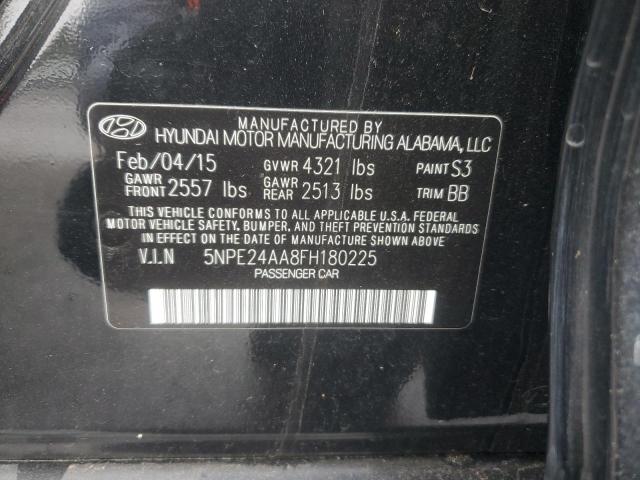 MANUFACTURED BY
HYUNDAI MOTOR MANUFACTURING ALABAMA, LLC
Feb/04/15 GVWR 4321 lbs PAINT S3
GAWR FRONT 2557 lbs GAWR REAR 2513 lbs TRIM BB
THIS VEHICLE CONFORMS TO ALL APPLICABLE U.S.A. FEDERAL
MOTOR VEHICLE SAFETY, BUMPER, AND THEFT PREVENTION STANDARDS
IN EFFECT ON THE DATE OF MANUFACTURE SHOWN ABOVE.
V.I.N 5NPE24AA8FH180225
PASSENGER CAR